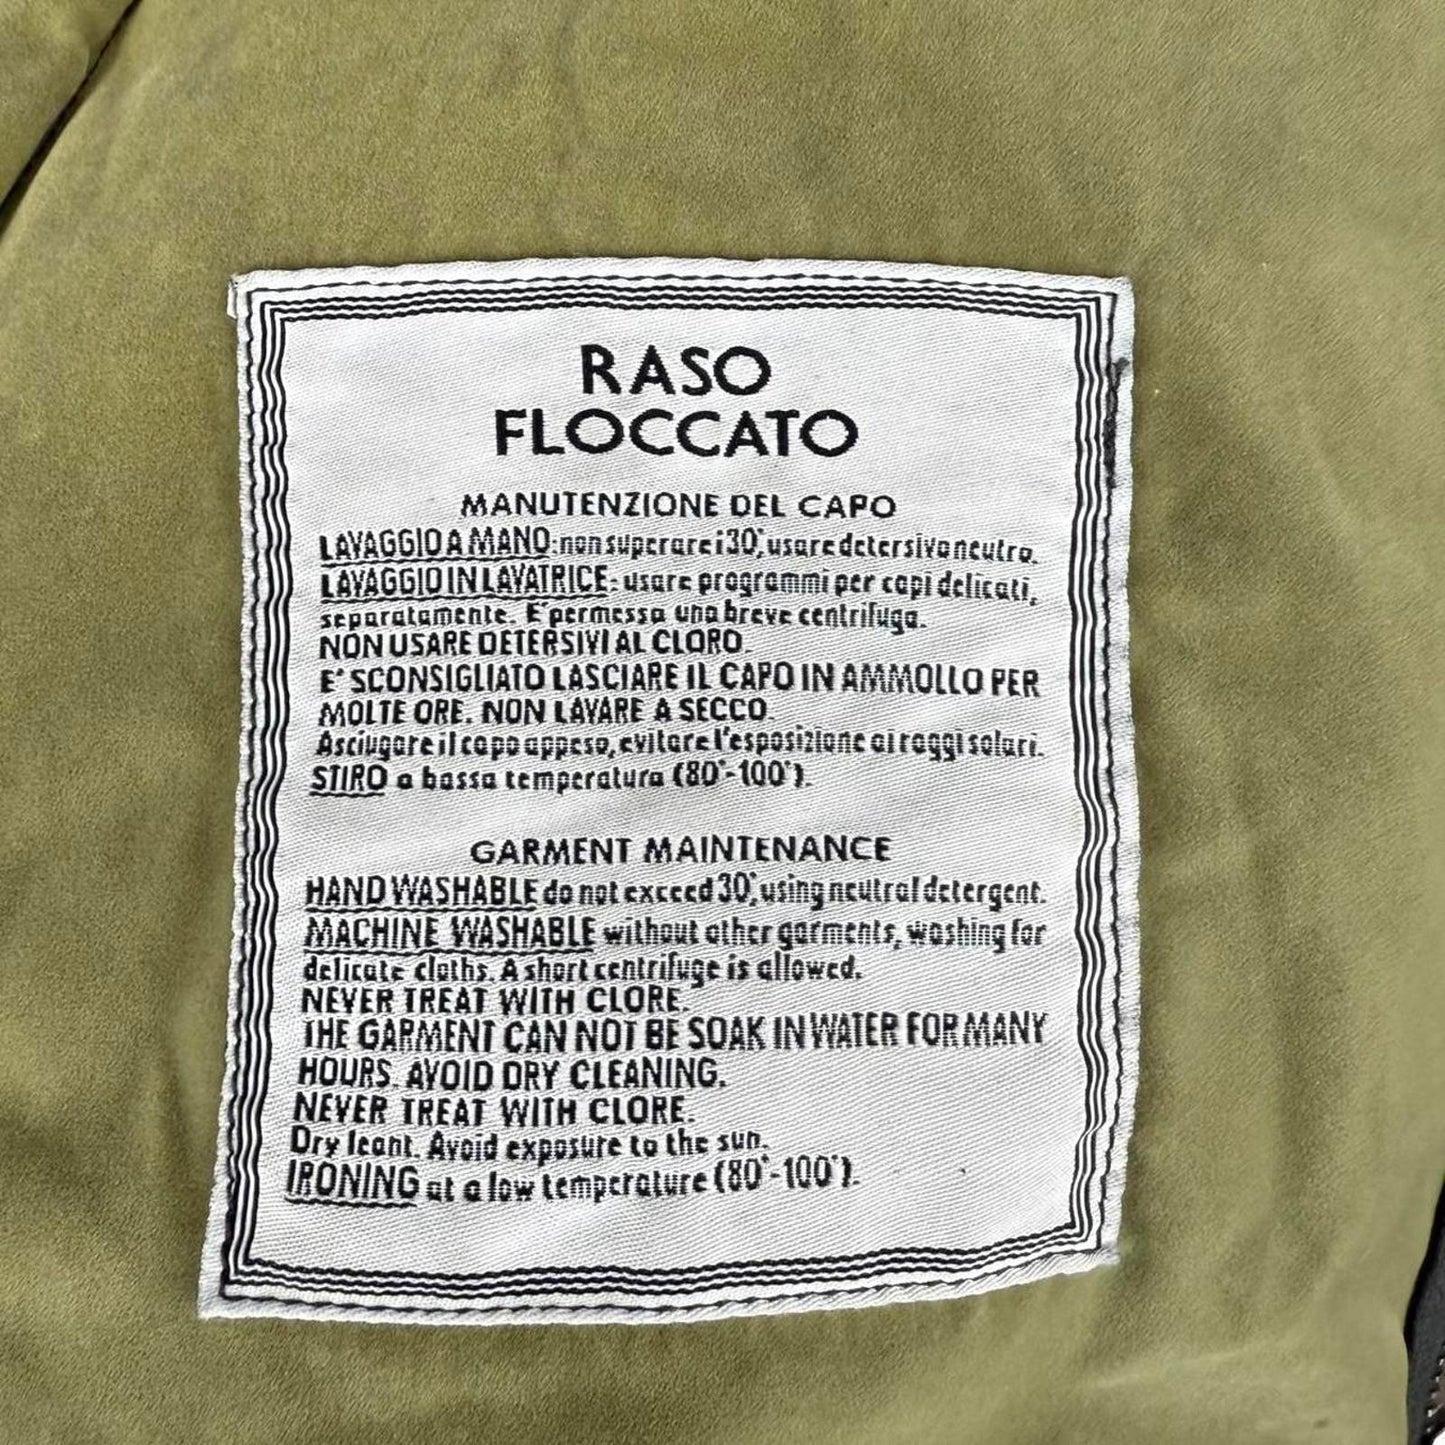 RASO
FLOCCATO
MANUTENZIONE DEL CAPO
LAVAGGIO A MANO: non superare i 30°, usare detersivo neutro.
LAVAGGIO IN LAVATRICE: usare programmi per capi delicati,
separatamente. E' permessa una breve centrifuga.
NON USARE DETERSIVI AL CLORO.
E' SCONSIGLIATO LASCIARE IL CAPO IN AMMOLLO PER
MOLTE ORE. NON LAVARE A SECCO.
Asciugare il capo appeso, evitare l'esposizione ai raggi solari.
STIRO a bassa temperatura (80°-100°).
GARMENT MAINTENANCE
HAND WASHABLE do not exceed 30°, using neutral detergent.
MACHINE WASHABLE without other garments, washing for
delicate cloths. A short centrifuge is allowed.
NEVER TREAT WITH CLORE.
THE GARMENT CAN NOT BE SOAK IN WATER FOR MANY
HOURS. AVOID DRY CLEANING.
NEVER TREAT WITH CLORE.
Dry leant. Avoid exposure to the sun.
IRONING at a low temperature (80°-100°).